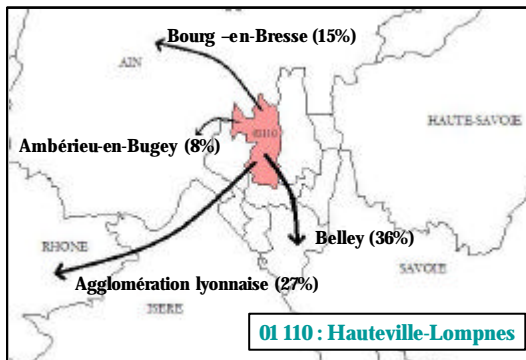 Bourg –en-Bresse (15%)
AIN
01110
HAUTE-SAVOIE
Ambérieu-en-Bugey (8%)
Belley (36%)
RHONE
SAVOIE
Agglomération lyonnaise (27%)
ISERE
01 110 : Hauteville-Lompnes